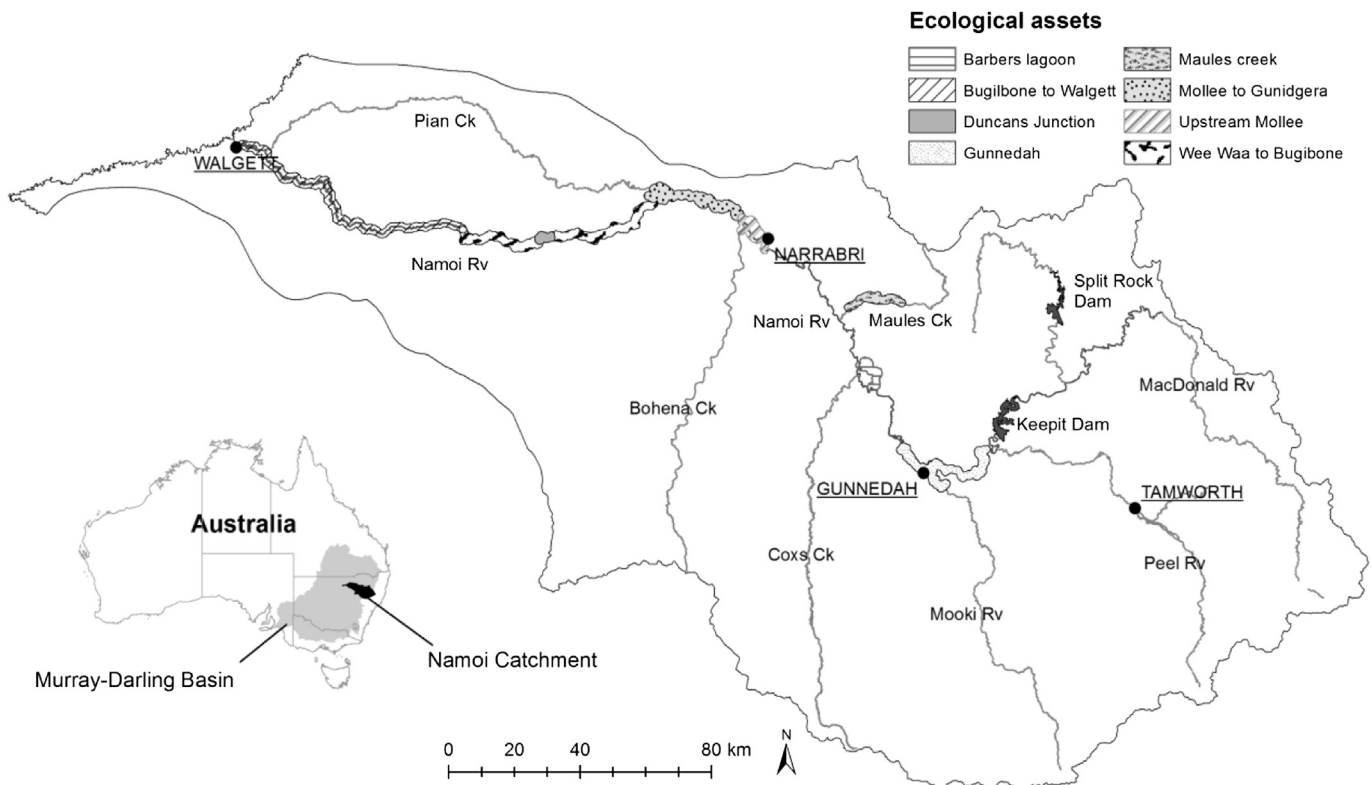 Ecological assets
Barbers lagoon
Bugilbone to Walgett
Duncans Junction
Gunnedah
Maules creek
Mollee to Gunidgera
Upstream Mollee
Wee Waa to Bugibone
Pian Ck
WALGETT
Namoi Rv
NARRABRI
Split Rock
Dam
Namoi Rv
Maules Ck
MacDonald Rv
Bohena Ck
Keepit Dam
GUNNEDAH
TAMWORTH
Australia
Coxs Ck
Peel Rv
Mooki Rv
Namoi Catchment
Murray-Darling Basin
0 20 40 80 km
N